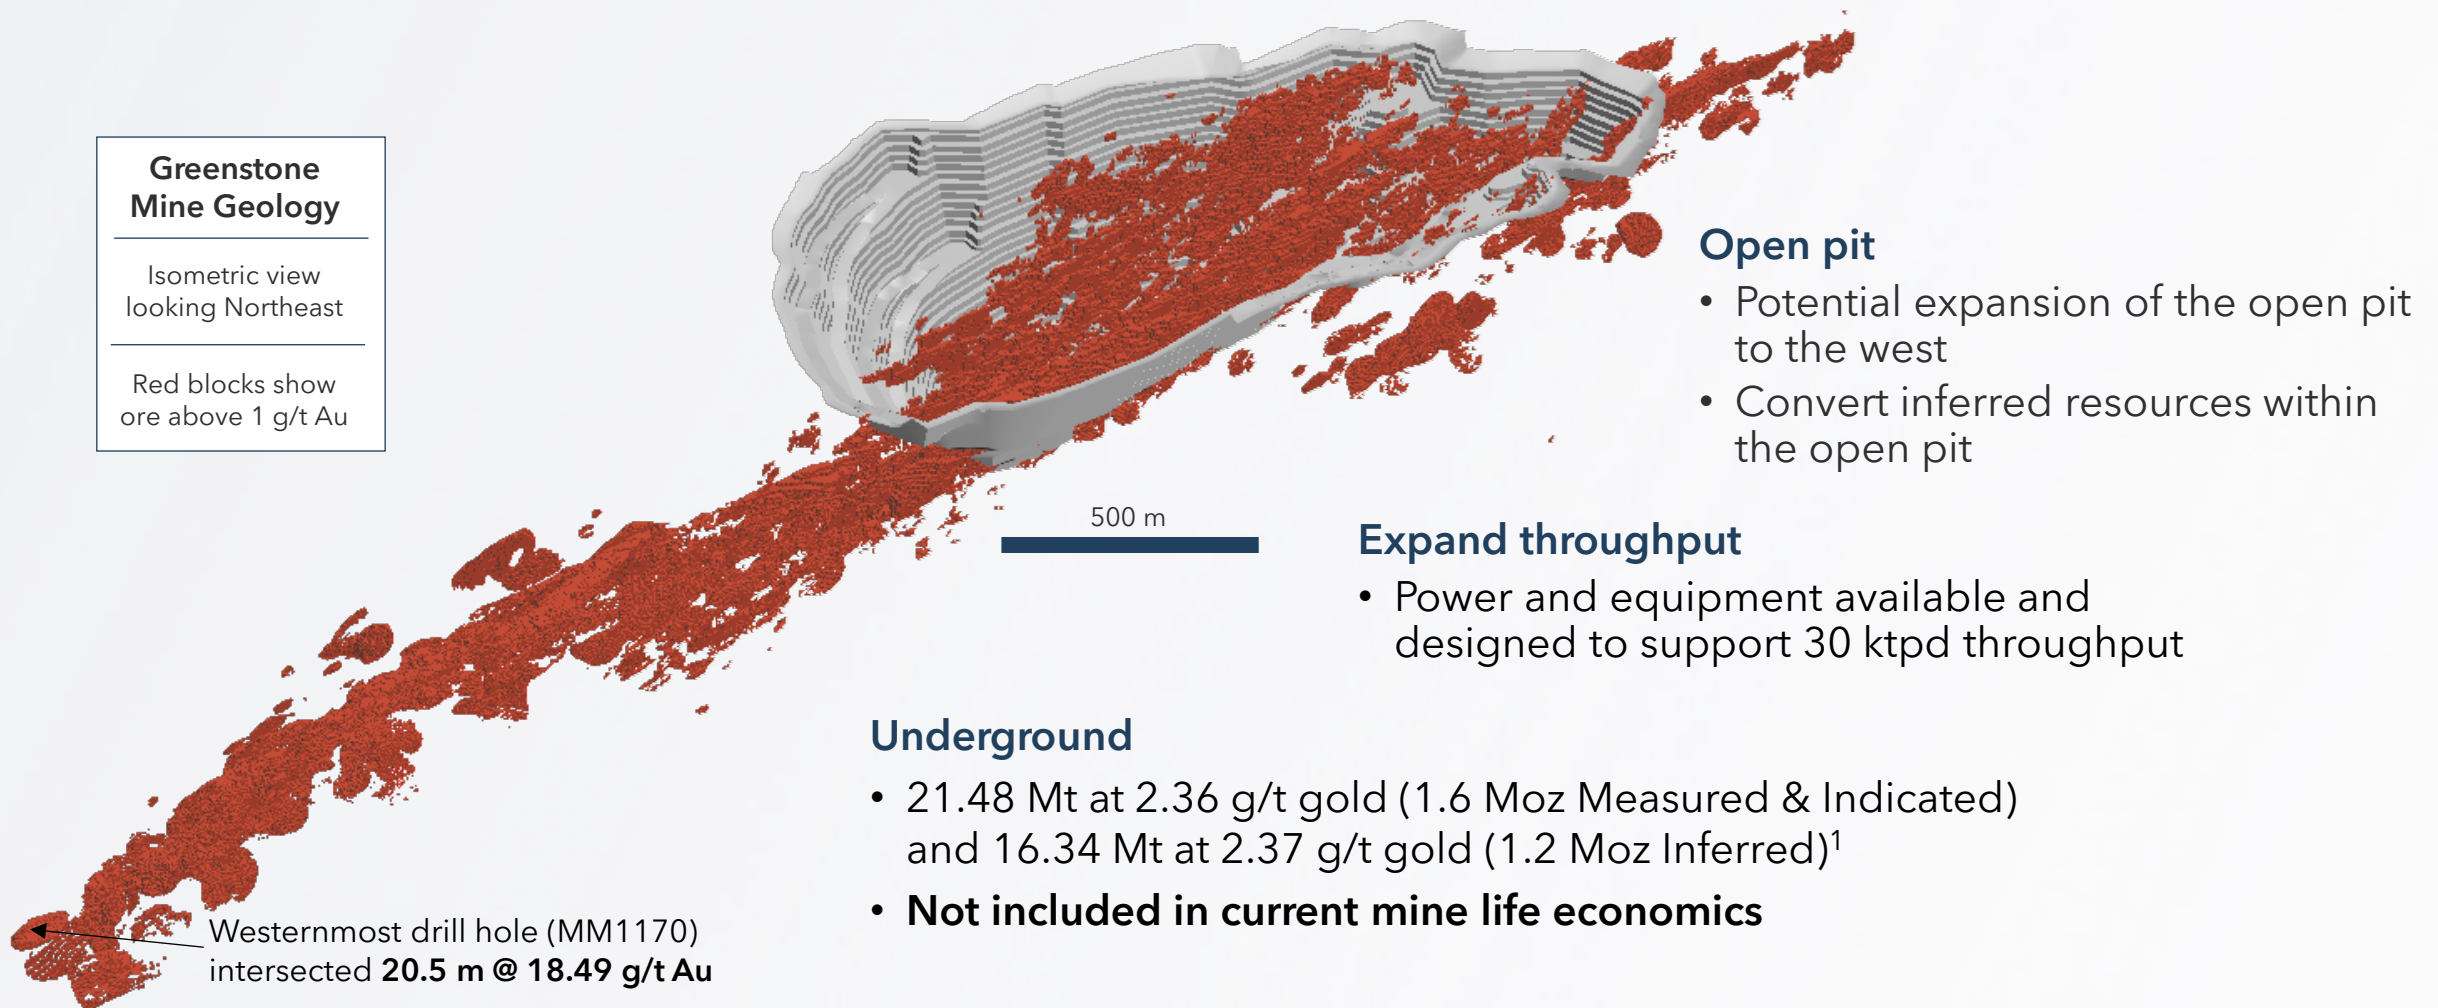 Greenstone
Mine Geology
Isometric view
looking Northeast
Red blocks show
ore above 1 g/t Au
Open pit
• Potential expansion of the open pit
to the west
• Convert inferred resources within
the open pit
500 m
Expand throughput
• Power and equipment available and
designed to support 30 ktpd throughput
Underground
• 21.48 Mt at 2.36 g/t gold (1.6 Moz Measured & Indicated)
and 16.34 Mt at 2.37 g/t gold (1.2 Moz Inferred)¹
• Not included in current mine life economics
Westernmost drill hole (MM1170)
intersected 20.5 m @ 18.49 g/t Au